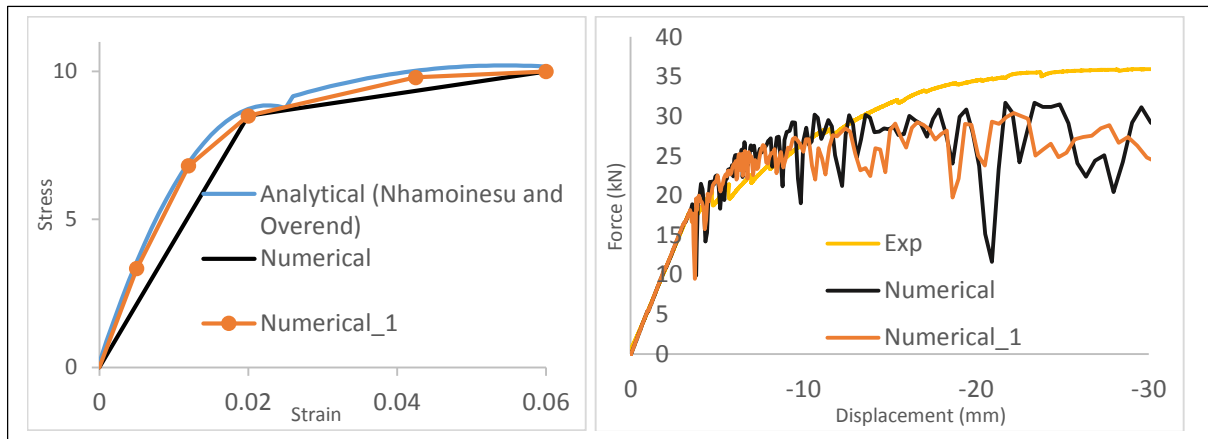 10
5
0
Stress
0
0.02
0.04
0.06
Strain
Analytical (Nhamoinesu and
Overend)
Numerical
Numerical_1
40
35
30
25
20
15
10
5
0
Force (kN)
0
-10
-20
-30
Displacement (mm)
Exp
Numerical
Numerical_1